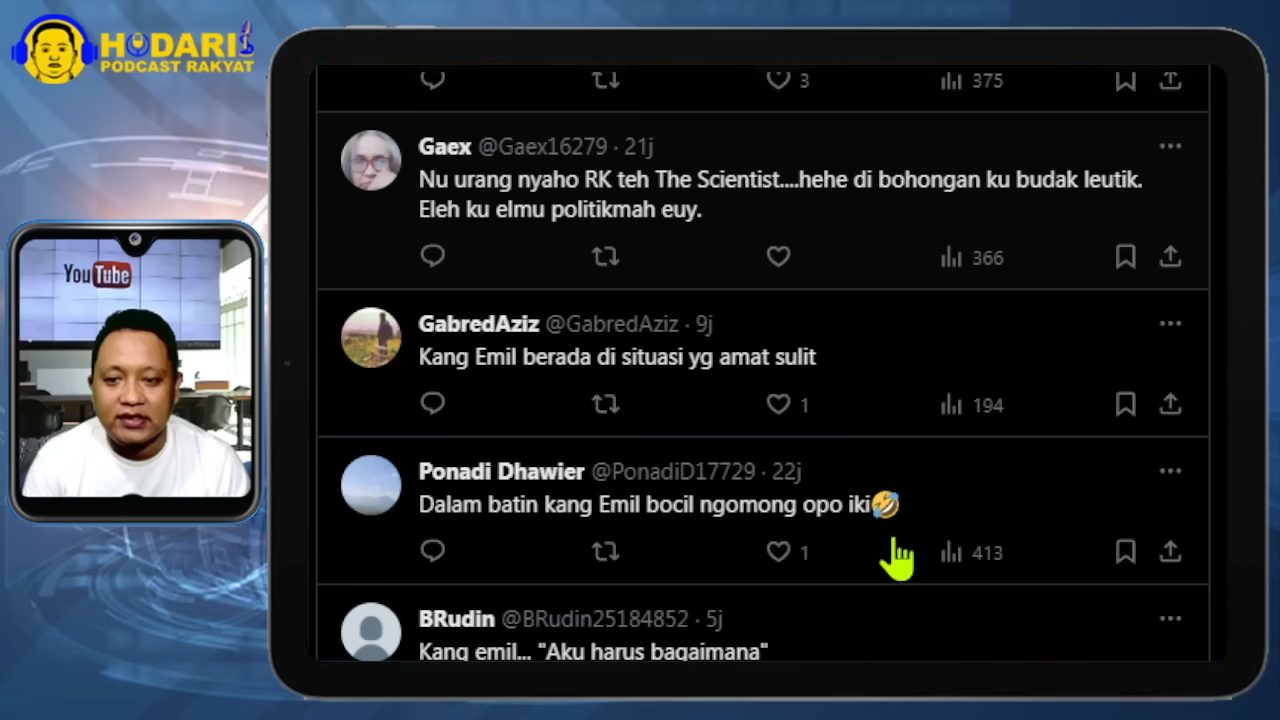 HODARI
PODCAST RAKYAT
YouTube
3
375
Gaex @Gaex16279 · 21j
Nu urang nyaho RK teh The Scientist....hehe di bohongan ku budak leutik.
Eleh ku elmu politikmah euy.
366
GabredAziz @GabredAziz · 9j
Kang Emil berada di situasi yg amat sulit
1
194
Ponadi Dhawier @PonadiD17729 · 22j
Dalam batin kang Emil bocil ngomong opo iki🤣
1
413
BRudin @BRudin25184852 · 5j
Kang emil... "Aku harus bagaimana"